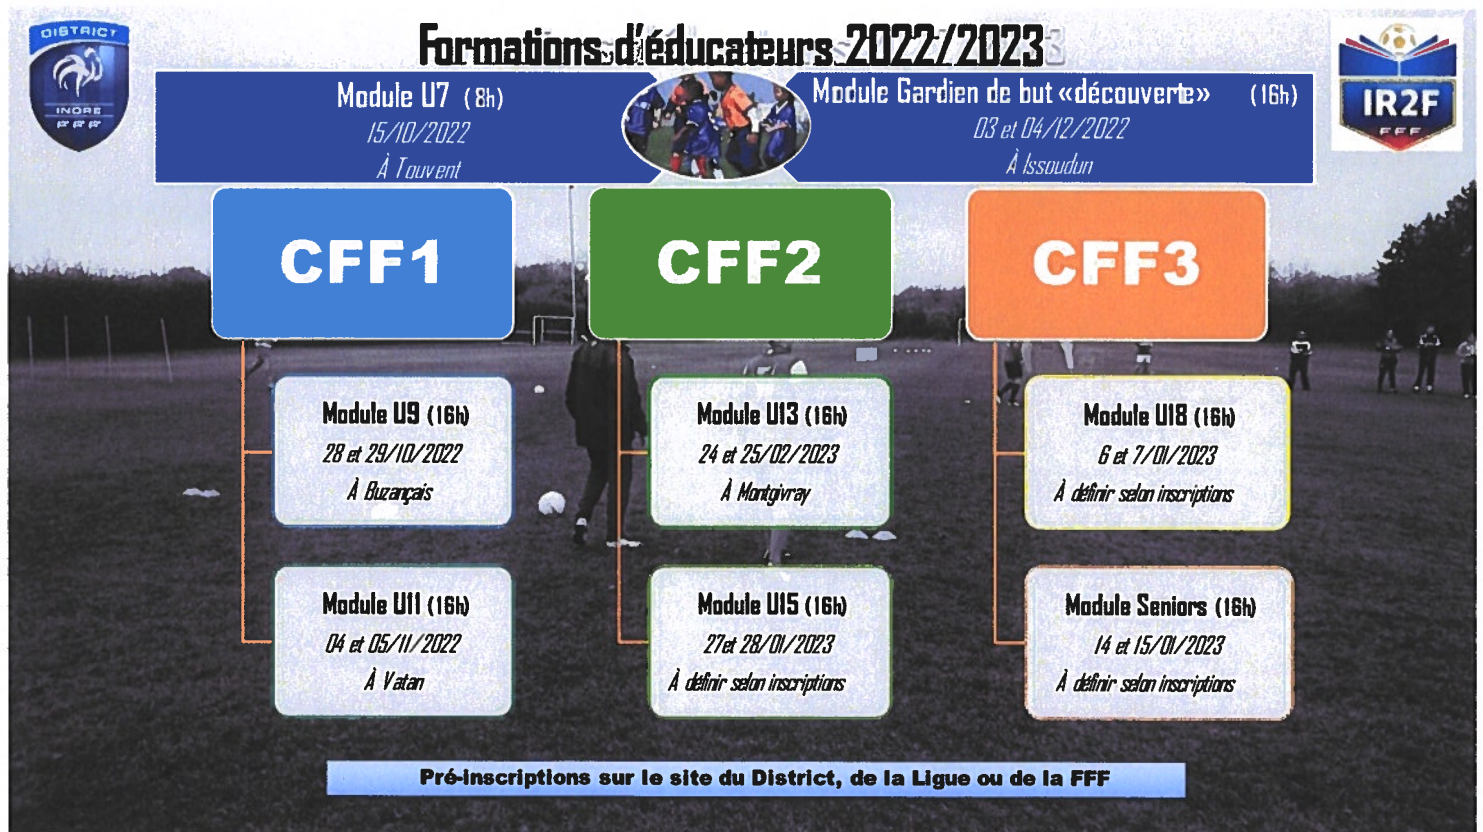 DISTRICT
INDRE
FFF
Formations d'éducateurs 2022/2023
Module U7 (8h)
15/10/2022
À Touvent
Module Gardien de but «découverte» (16h)
03 et 04/12/2022
À Issoudun
IR2F
FFF
CFF1
Module U9 (16h)
28 et 29/10/2022
À Buzançais
Module U11 (16h)
04 et 05/11/2022
À Vatan
CFF2
Module U13 (16h)
24 et 25/02/2023
À Montgivray
Module U15 (16h)
27et 28/01/2023
À définir selon inscriptions
CFF3
Module U18 (16h)
6 et 7/01/2023
À définir selon inscriptions
Module Seniors (16h)
14 et 15/01/2023
À définir selon inscriptions
Pré-inscriptions sur le site du District, de la Ligue ou de la FFF